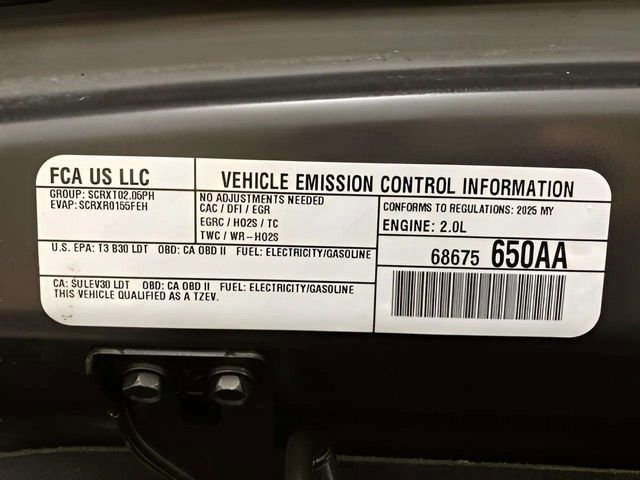 FCA US LLC
GROUP: SCRXT02.05PH
EVAP: SCRXR0155FEH
VEHICLE EMISSION CONTROL INFORMATION
NO ADJUSTMENTS NEEDED
CAC / DFI / EGR
EGRC / HO2S / TC
TWC / WR-HO2S
CONFORMS TO REGULATIONS: 2025 MY
ENGINE: 2.0L
U.S. EPA: T3 B30 LDT OBD: CA OBD II FUEL: ELECTRICITY/GASOLINE
68675 650AA
CA: SULEV30 LDT OBD: CA OBD II FUEL: ELECTRICITY/GASOLINE
THIS VEHICLE QUALIFIED AS A TZEV.